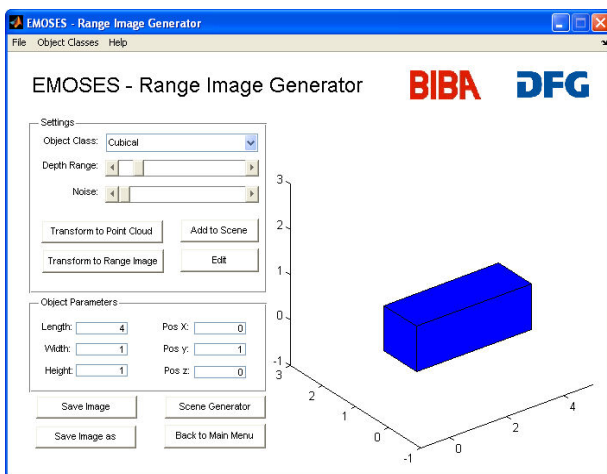 EMOSES - Range Image Generator
File Object Classes Help
EMOSES - Range Image Generator
BIBA
DFG
Settings
Object Class: Cubical
Depth Range:
Noise:
Transform to Point Cloud Add to Scene
Transform to Range Image Edit
Object Parameters
Length: 4 Pos X: 0
Width: 1 Pos y: 1
Height: 1 Pos z: 0
Save Image Scene Generator
Save Image as Back to Main Menu
3
2
1
0
-1
3
2
1
0
-1
0
2
4